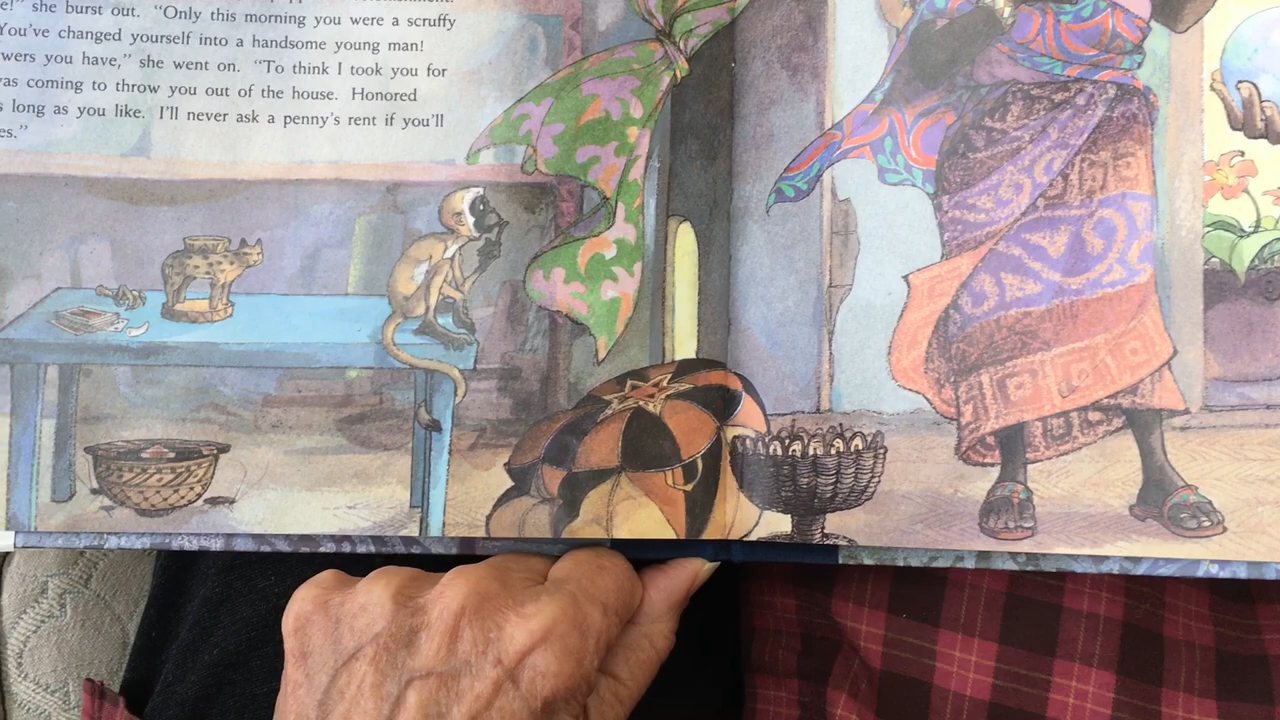 e!" she burst out. "Only this morning you were a scruffy
You've changed yourself into a handsome young man!
wers you have," she went on. "To think I took you for
as coming to throw you out of the house. Honored
s long as you like. I'll never ask a penny's rent if you'll
es."